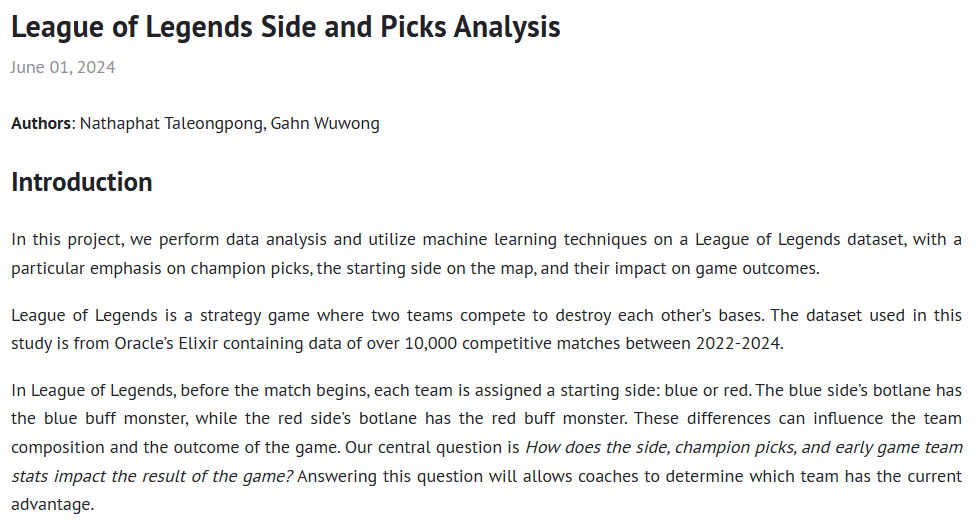 League of Legends Side and Picks Analysis
June 01, 2024
Authors: Nathaphat Taleongpong, Gahn Wuwong
Introduction
In this project, we perform data analysis and utilize machine learning techniques on a League of Legends dataset, with a
particular emphasis on champion picks, the starting side on the map, and their impact on game outcomes.
League of Legends is a strategy game where two teams compete to destroy each other’s bases. The dataset used in this
study is from Oracle’s Elixir containing data of over 10,000 competitive matches between 2022-2024.
In League of Legends, before the match begins, each team is assigned a starting side: blue or red. The blue side’s botlane has
the blue buff monster, while the red side’s botlane has the red buff monster. These differences can influence the team
composition and the outcome of the game. Our central question is How does the side, champion picks, and early game team
stats impact the result of the game? Answering this question will allows coaches to determine which team has the current
advantage.